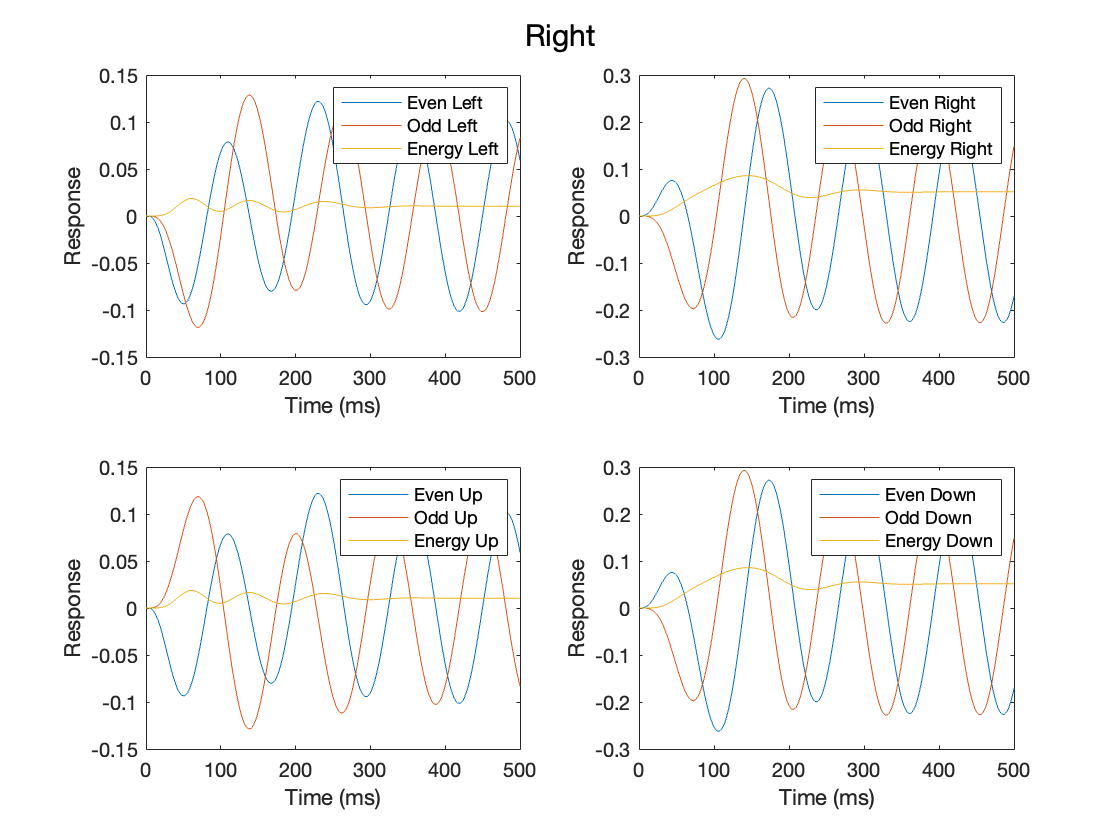 Right
0.15
0.1
0.05
0
-0.05
-0.1
-0.15
Response
0 100 200 300 400 500
Time (ms)
Even Left
Odd Left
Energy Left
0.3
0.2
0.1
0
-0.1
-0.2
-0.3
Response
0 100 200 300 400 500
Time (ms)
Even Right
Odd Right
Energy Right
0.15
0.1
0.05
0
-0.05
-0.1
-0.15
Response
0 100 200 300 400 500
Time (ms)
Even Up
Odd Up
Energy Up
0.3
0.2
0.1
0
-0.1
-0.2
-0.3
Response
0 100 200 300 400 500
Time (ms)
Even Down
Odd Down
Energy Down